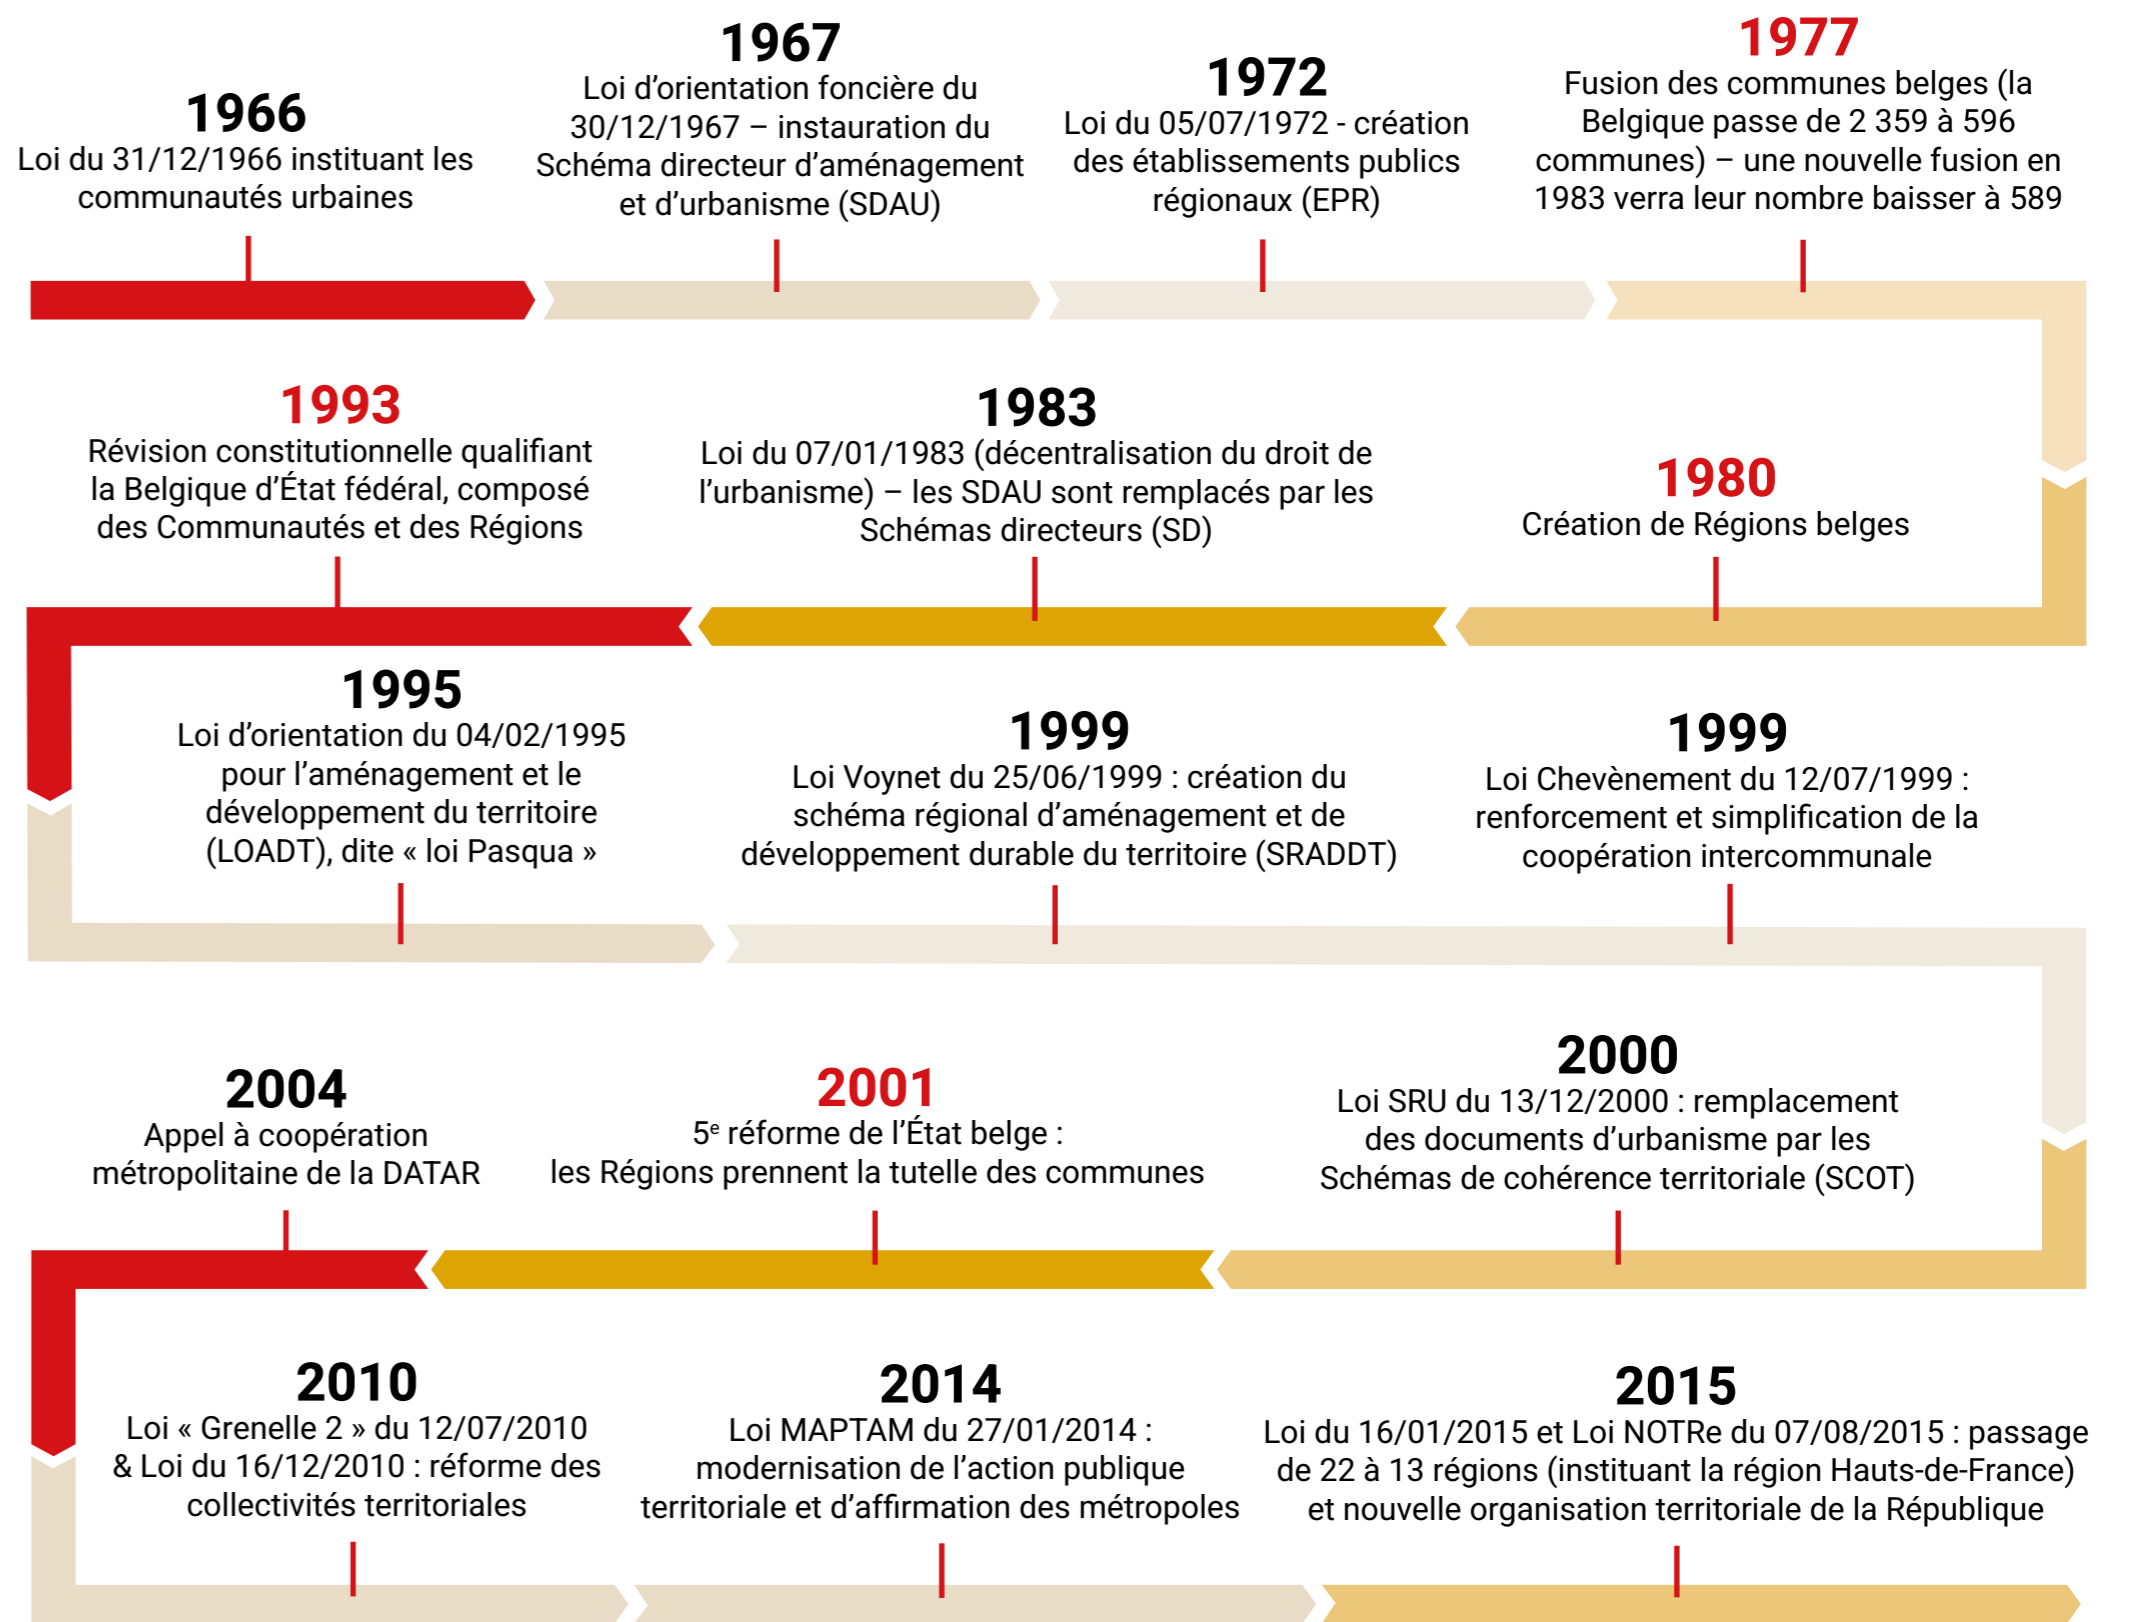 1966
Loi du 31/12/1966 instituant les
communautés urbaines
1967
Loi d’orientation foncière du
30/12/1967 – instauration du
Schéma directeur d’aménagement
et d’urbanisme (SDAU)
1972
Loi du 05/07/1972 - création
des établissements publics
régionaux (EPR)
1977
Fusion des communes belges (la
Belgique passe de 2 359 à 596
communes) – une nouvelle fusion en
1983 verra leur nombre baisser à 589
1980
Création de Régions belges
1983
Loi du 07/01/1983 (décentralisation du droit de
l’urbanisme) – les SDAU sont remplacés par les
Schémas directeurs (SD)
1993
Révision constitutionnelle qualifiant
la Belgique d’État fédéral, composé
des Communautés et des Régions
1995
Loi d’orientation du 04/02/1995
pour l’aménagement et le
développement du territoire
(LOADT), dite « loi Pasqua »
1999
Loi Voynet du 25/06/1999 : création du
schéma régional d’aménagement et de
développement durable du territoire (SRADDT)
1999
Loi Chevènement du 12/07/1999 :
renforcement et simplification de la
coopération intercommunale
2000
Loi SRU du 13/12/2000 : remplacement
des documents d’urbanisme par les
Schémas de cohérence territoriale (SCOT)
2001
5e réforme de l’État belge :
les Régions prennent la tutelle des communes
2004
Appel à coopération
métropolitaine de la DATAR
2010
Loi « Grenelle 2 » du 12/07/2010
& Loi du 16/12/2010 : réforme des
collectivités territoriales
2014
Loi MAPTAM du 27/01/2014 :
modernisation de l’action publique
territoriale et d’affirmation des métropoles
2015
Loi du 16/01/2015 et Loi NOTRe du 07/08/2015 : passage
de 22 à 13 régions (instituant la région Hauts-de-France)
et nouvelle organisation territoriale de la République